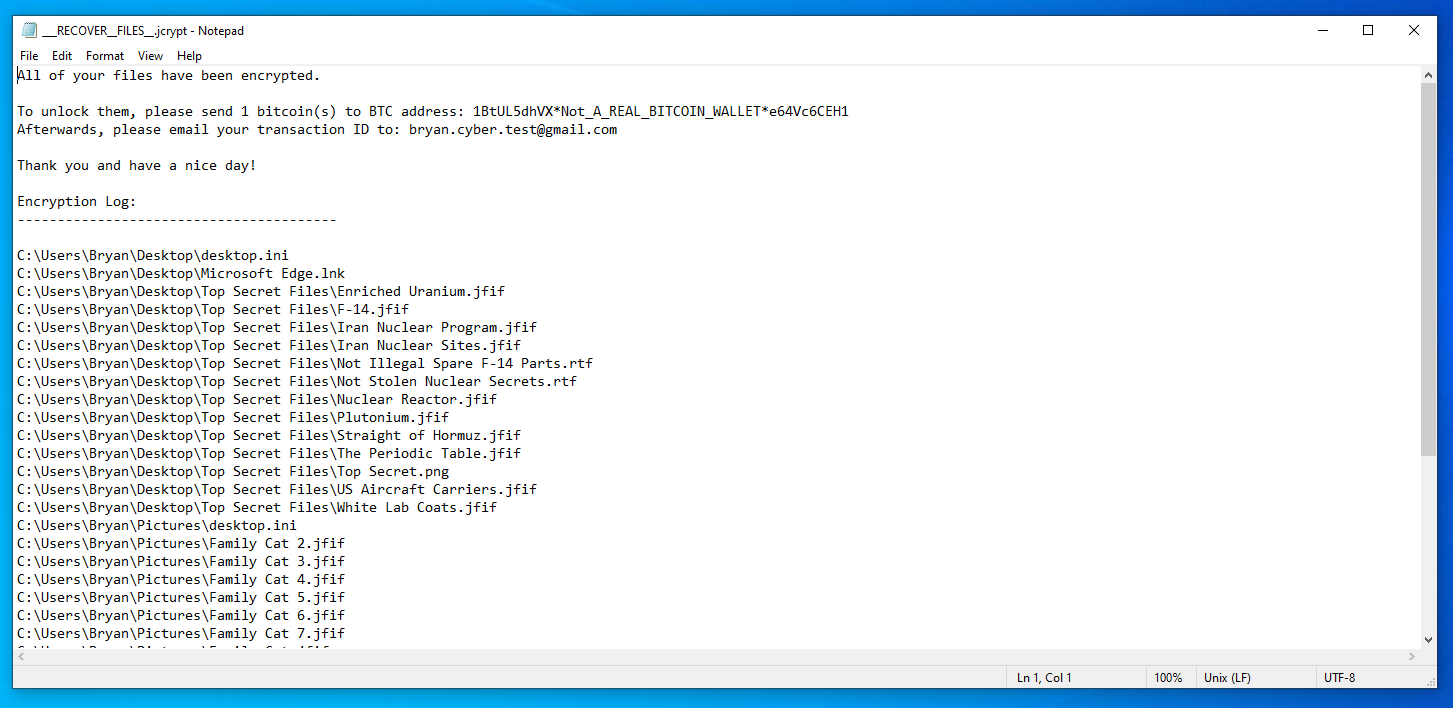 __RECOVER__FILES__.jcrypt - Notepad
File Edit Format View Help
All of your files have been encrypted.
To unlock them, please send 1 bitcoin(s) to BTC address: 1BtUL5dhVX*Not_A_REAL_BITCOIN_WALLET*e64Vc6CEH1
Afterwards, please email your transaction ID to: bryan.cyber.test@gmail.com
Thank you and have a nice day!
Encryption Log:
----------------------------------------
C:\Users\Bryan\Desktop\desktop.ini
C:\Users\Bryan\Desktop\Microsoft Edge.lnk
C:\Users\Bryan\Desktop\Top Secret Files\Enriched Uranium.jfif
C:\Users\Bryan\Desktop\Top Secret Files\F-14.jfif
C:\Users\Bryan\Desktop\Top Secret Files\Iran Nuclear Program.jfif
C:\Users\Bryan\Desktop\Top Secret Files\Iran Nuclear Sites.jfif
C:\Users\Bryan\Desktop\Top Secret Files\Not Illegal Spare F-14 Parts.rtf
C:\Users\Bryan\Desktop\Top Secret Files\Not Stolen Nuclear Secrets.rtf
C:\Users\Bryan\Desktop\Top Secret Files\Nuclear Reactor.jfif
C:\Users\Bryan\Desktop\Top Secret Files\Plutonium.jfif
C:\Users\Bryan\Desktop\Top Secret Files\Straight of Hormuz.jfif
C:\Users\Bryan\Desktop\Top Secret Files\The Periodic Table.jfif
C:\Users\Bryan\Desktop\Top Secret Files\Top Secret.png
C:\Users\Bryan\Desktop\Top Secret Files\US Aircraft Carriers.jfif
C:\Users\Bryan\Desktop\Top Secret Files\White Lab Coats.jfif
C:\Users\Bryan\Pictures\desktop.ini
C:\Users\Bryan\Pictures\Family Cat 2.jfif
C:\Users\Bryan\Pictures\Family Cat 3.jfif
C:\Users\Bryan\Pictures\Family Cat 4.jfif
C:\Users\Bryan\Pictures\Family Cat 5.jfif
C:\Users\Bryan\Pictures\Family Cat 6.jfif
C:\Users\Bryan\Pictures\Family Cat 7.jfif
Ln 1, Col 1 100% Unix (LF) UTF-8